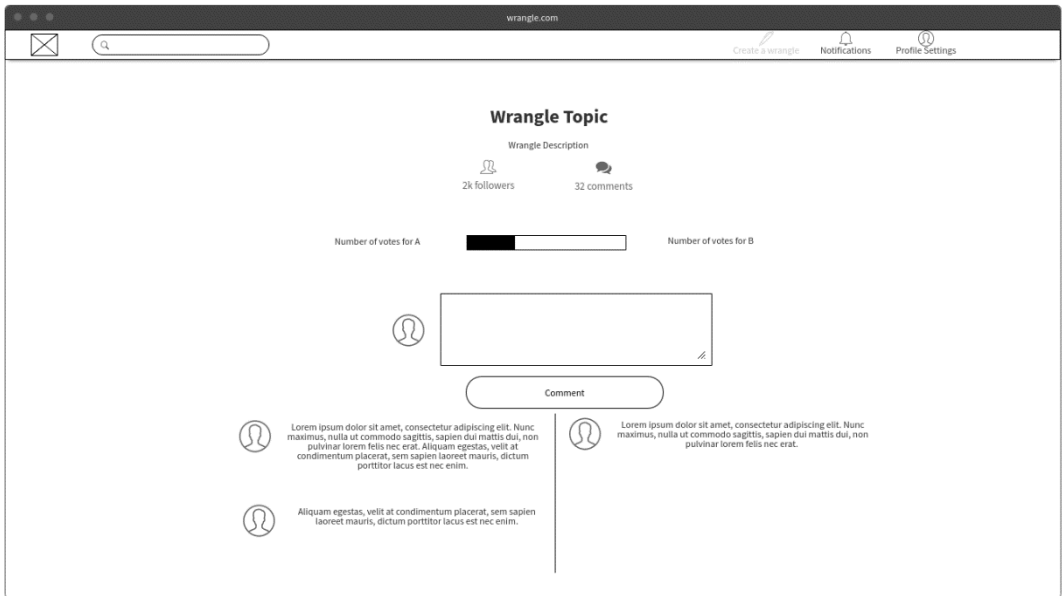 wrangle.com
Create a wrangle
Notifications
Profile Settings
Wrangle Topic
Wrangle Description
2k followers
32 comments
Number of votes for A
Number of votes for B
Comment
Lorem ipsum dolor sit amet, consectetur adipiscing elit. Nunc
maximus, nulla ut commodo sagittis, sapien dui mattis dui, non
pulvinar lorem felis nec erat. Aliquam egestas, velit at
condimentum placerat, sem sapien laoreet mauris, dictum
porttitor lacus est nec enim.
Aliquam egestas, velit at condimentum placerat, sem sapien
laoreet mauris, dictum porttitor lacus est nec enim.
Lorem ipsum dolor sit amet, consectetur adipiscing elit. Nunc
maximus, nulla ut commodo sagittis, sapien dui mattis dui, non
pulvinar lorem felis nec erat.